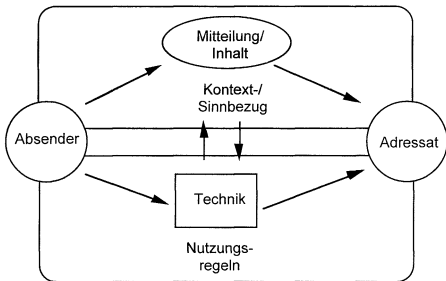 Mitteilung/
Inhalt
Kontext-/
Sinnbezug
Absender
Adressat
Technik
Nutzungs-
regeln